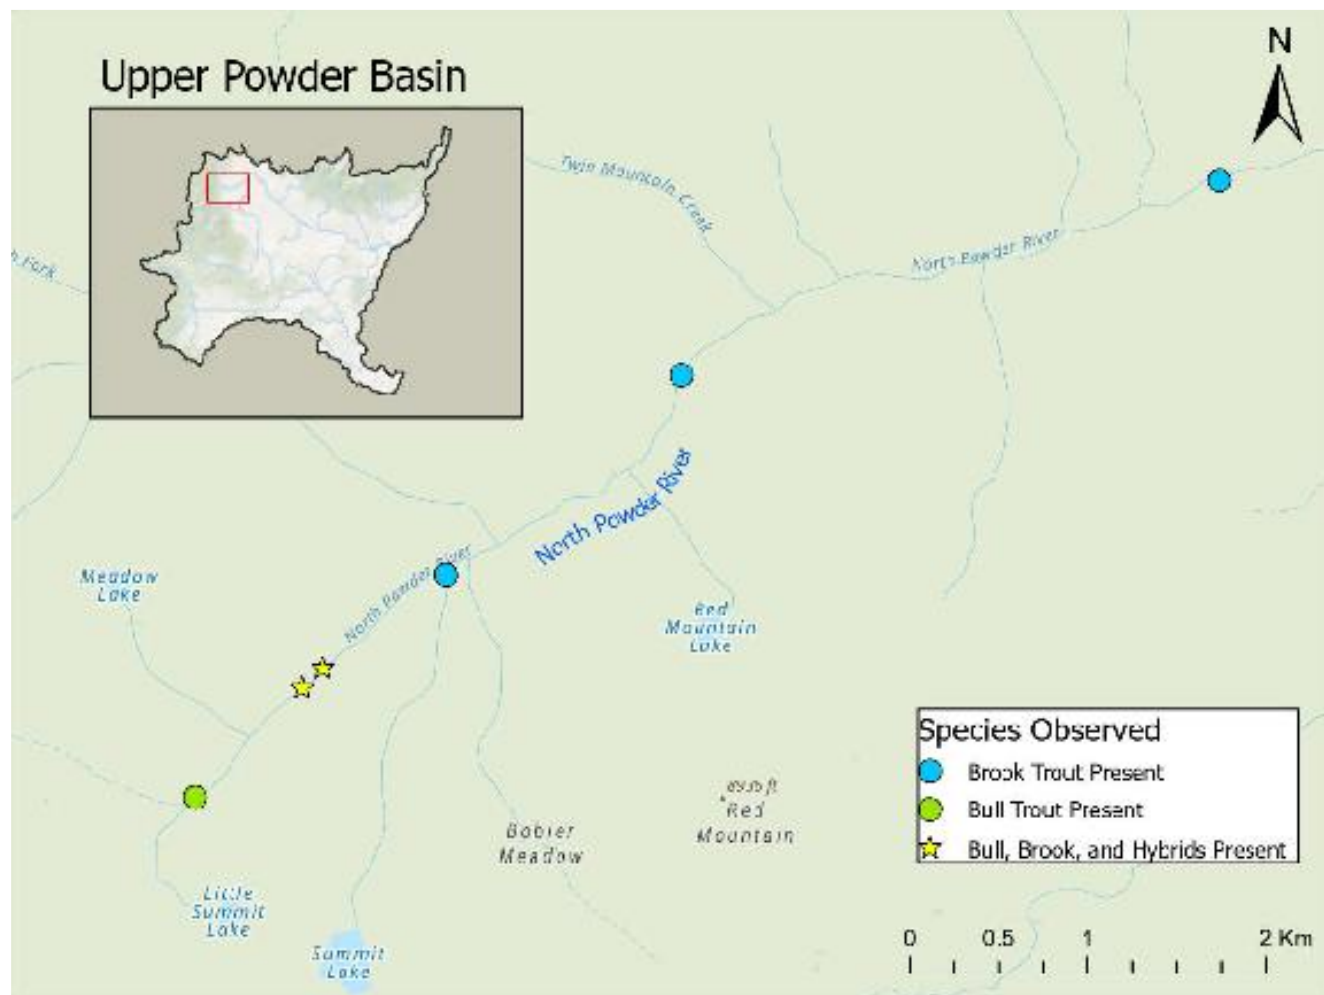 Upper Powder Basin
N
Twin Mountain Creek
North Powder River
Fork
North Powder River
North Powder River
Meadow
Lake
Red
Mountain
Lake
Species Observed
Brook Trout Present
Bull Trout Present
Bull, Brook, and Hybrids Present
Red
Mountain
Meadow
Little
Summit
Lake
Summit
Lake
0 0.5 1 2 Km